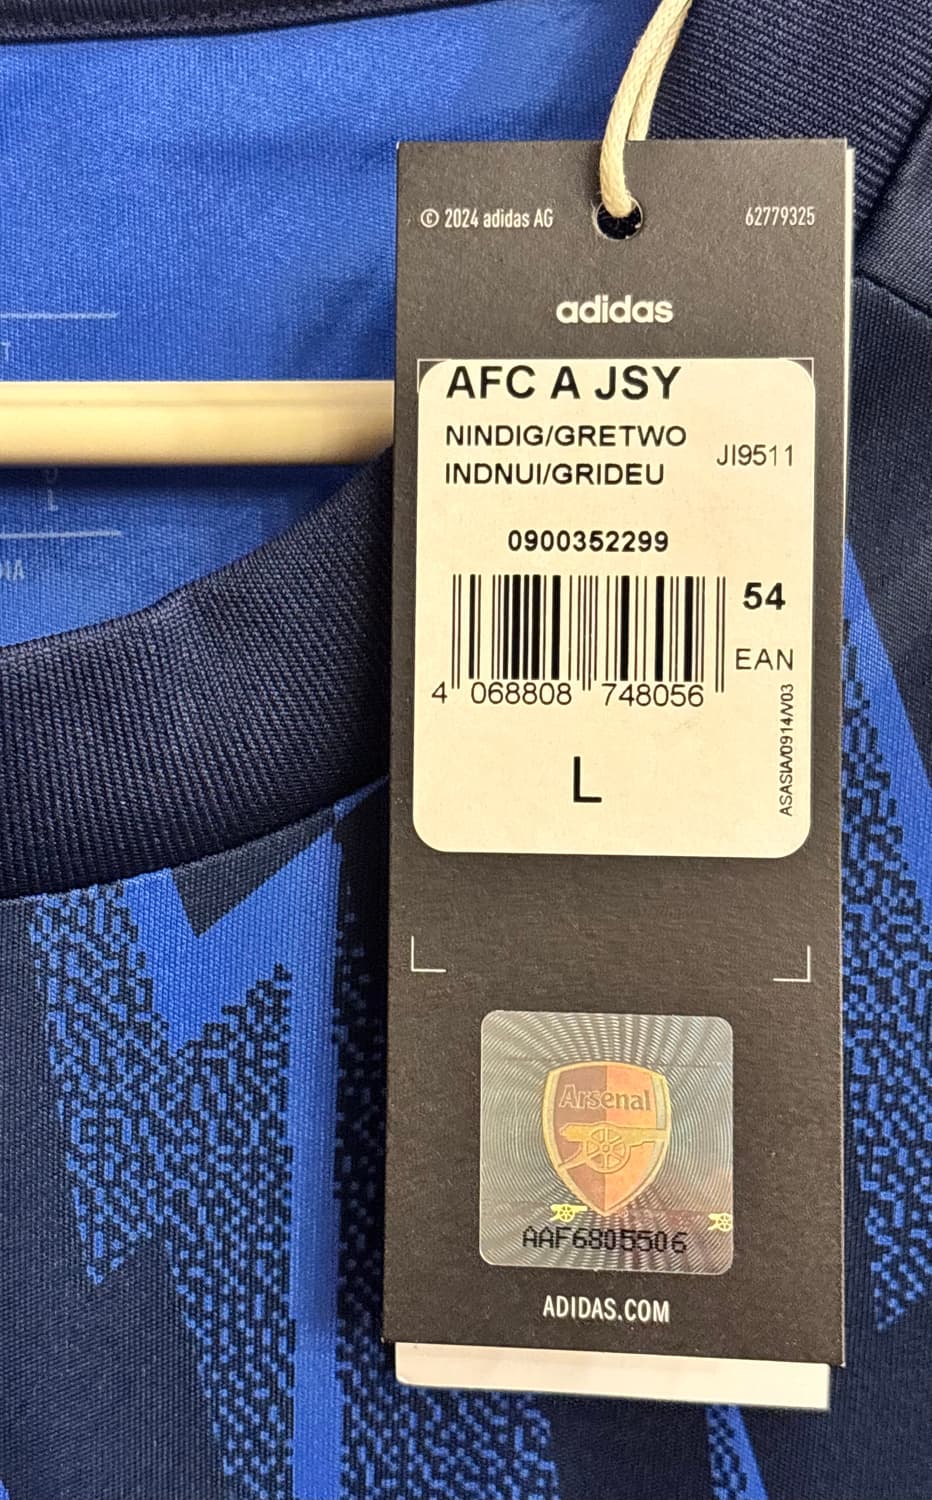 © 2024 adidas AG
62779325
adidas
AFC A JSY
NINDIG/GRETWO
INDNUI/GRIDEU
JI9511
0900352299
54
EAN
4 068808 748056
ASASIA/0914/V03
L
Arsenal
AAF6805506
ADIDAS.COM